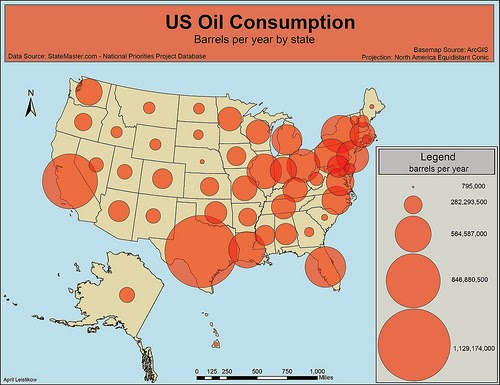 US Oil Consumption
Barrels per year by state
Data Source: StateMaster.com - National Priorities Project Database
Basemap Source: ArcGIS
Projection: North America Equidistant Conic
N
Legend
barrels per year
795,000
282,293,500
564,587,000
846,880,500
1,129,174,000
0 125 250 500 750 1,000
Miles
April Leistikow